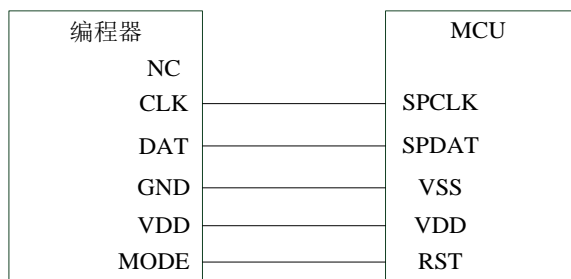 编程器 MCU
NC
CLK SPCLK
DAT SPDAT
GND VSS
VDD VDD
MODE RST